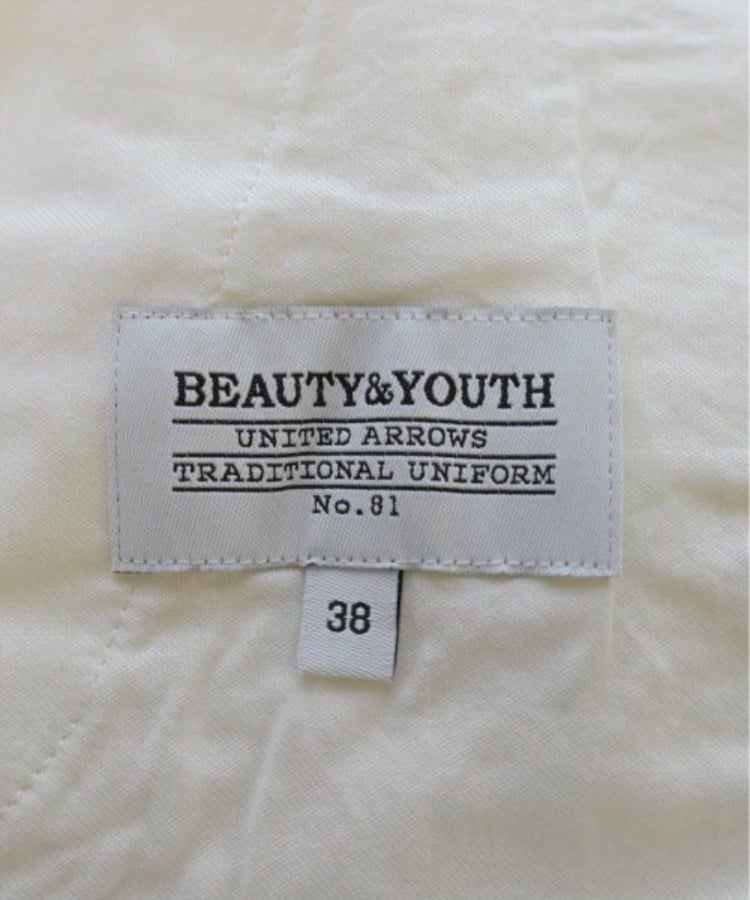 BEAUTY&YOUTH
UNITED ARROWS
TRADITIONAL UNIFORM
No.81
38